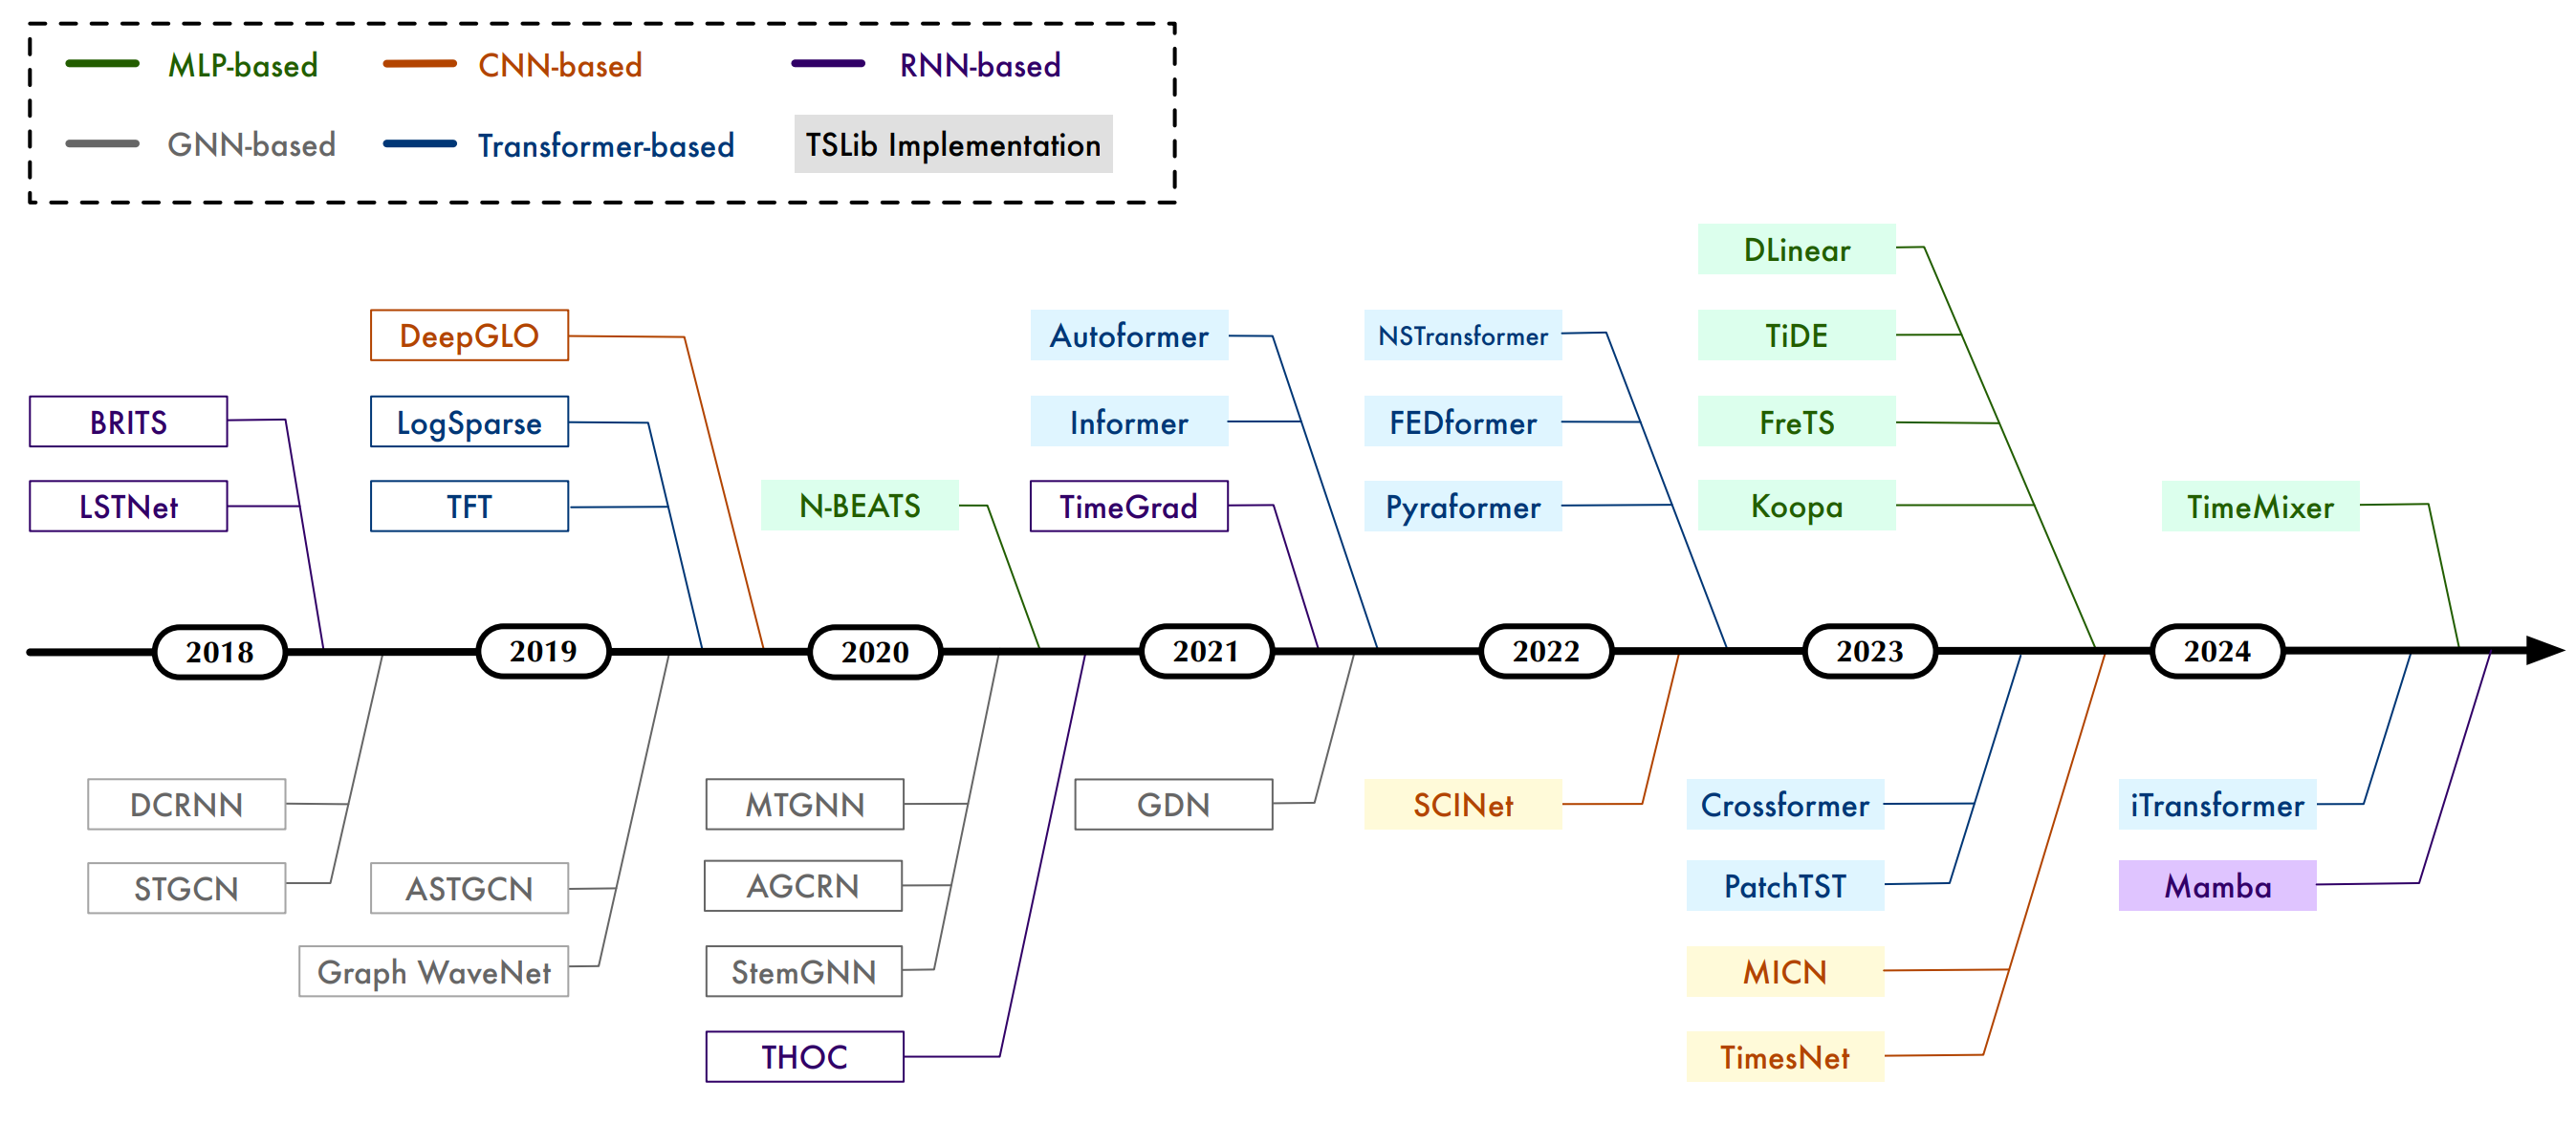 MLP-based
CNN-based
RNN-based
GNN-based
Transformer-based
TSLib Implementation
DLinear
DeepGLO
Autoformer
NSTransformer
TiDE
BRITS
LogSparse
Informer
FEDformer
FreTS
LSTNet
TFT
N-BEATS
TimeGrad
Pyraformer
Koopa
TimeMixer
2018
2019
2020
2021
2022
2023
2024
DCRNN
MTGNN
GDN
SCINet
Crossformer
iTransformer
STGCN
ASTGCN
AGCRN
PatchTST
Mamba
Graph WaveNet
StemGNN
MICN
THOC
TimesNet